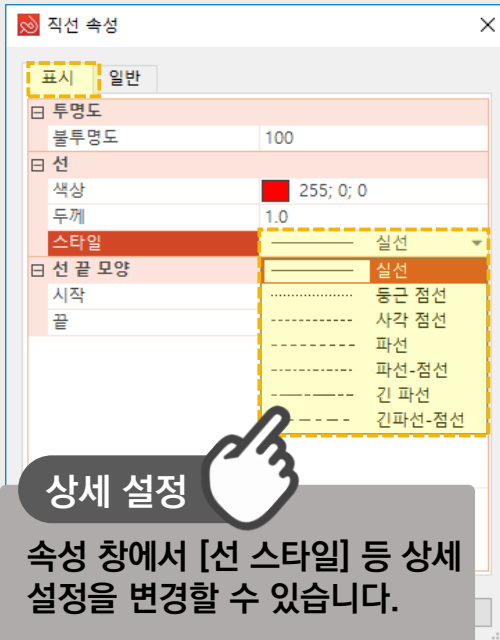 직선 속성
표시 일반
투명도
불투명도 100
선
색상 255; 0; 0
두께 1.0
스타일 실선
선 끝 모양 실선
시작 둥근 점선
끝 사각 점선
파선
파선-점선
긴 파선
긴파선-점선
상세 설정
속성 창에서 [선 스타일] 등 상세
설정을 변경할 수 있습니다.